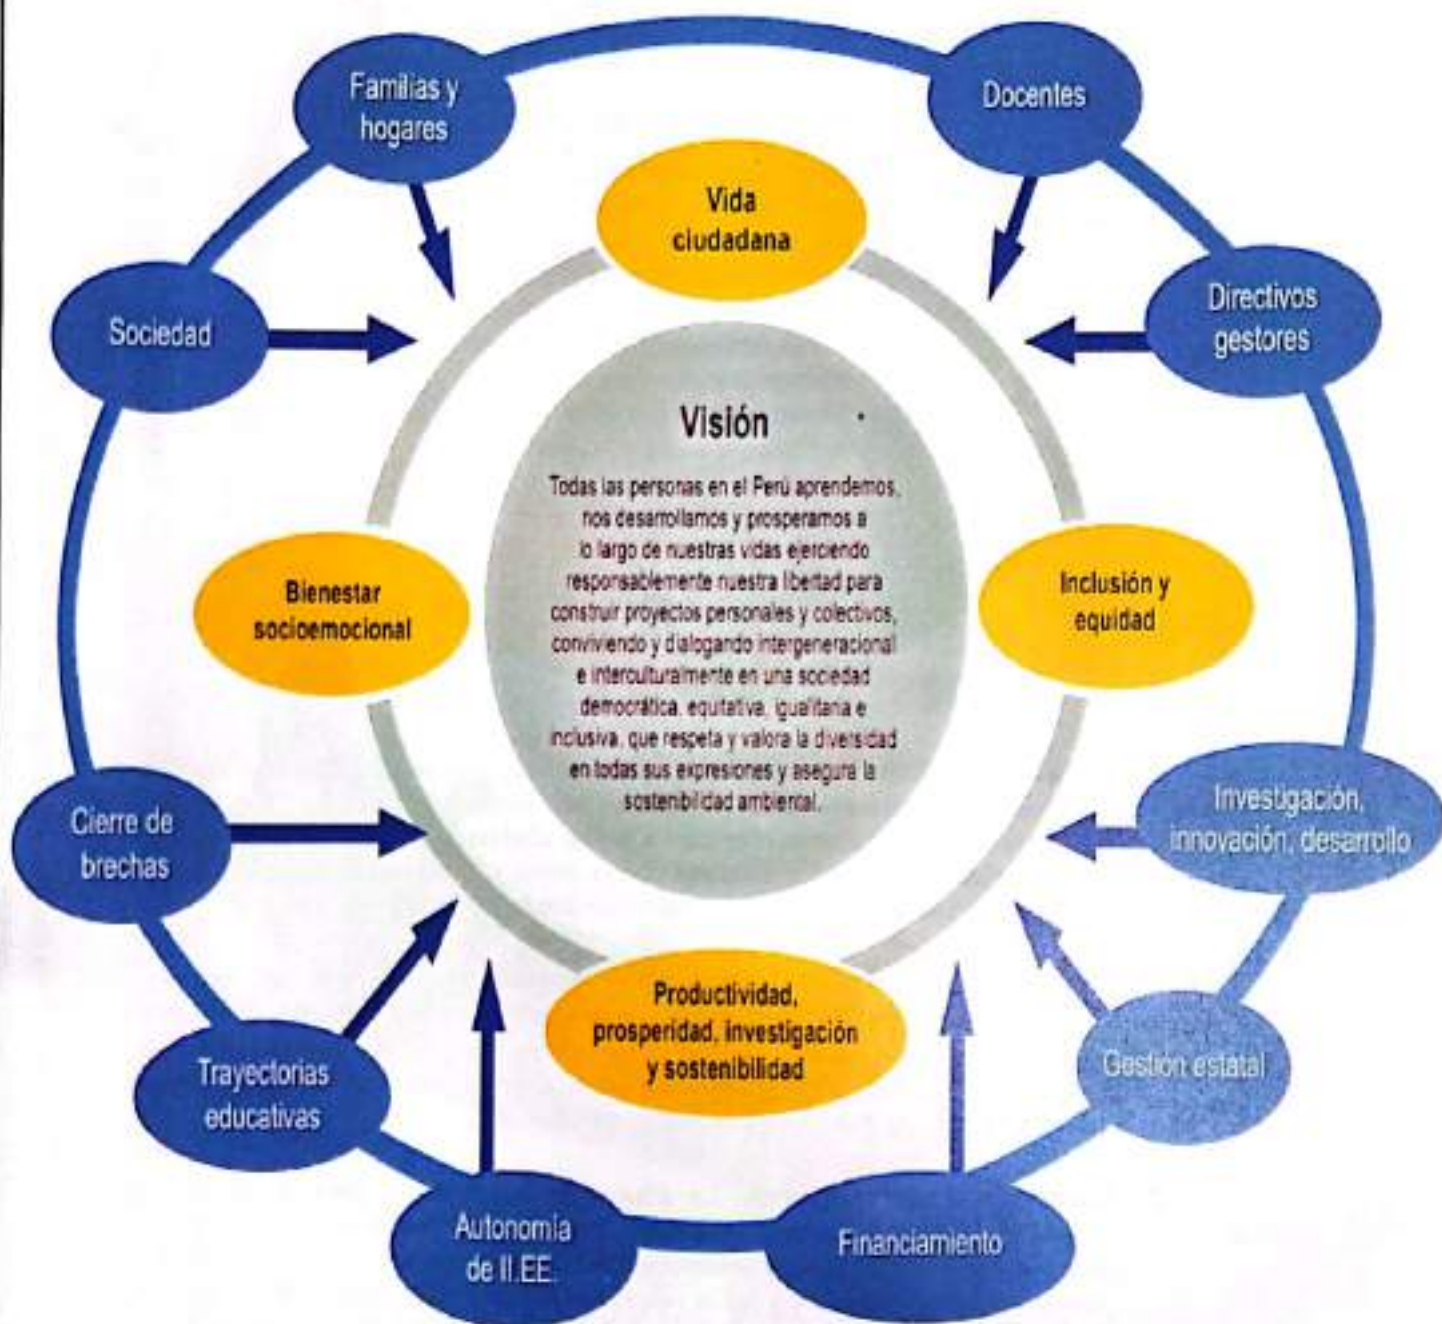 Familias y
hogares
Docentes
Vida
ciudadana
Sociedad
Directivos
gestores
Visión
Todas las personas en el Perú aprendemos,
nos desarrollamos y prosperamos a
lo largo de nuestras vidas ejerciendo
responsablemente nuestra libertad para
construir proyectos personales y colectivos,
conviviendo y dialogando intergeneracional
e interculturalmente en una sociedad
democrática, equitativa, igualitaria e
inclusiva, que respeta y valora la diversidad
en todas sus expresiones y asegura la
sostenibilidad ambiental.
Bienestar
socioemocional
Inclusión y
equidad
Cierre de
brechas
Investigación,
innovación, desarrollo
Productividad,
prosperidad, investigación
y sostenibilidad
Trayectorias
educativas
Gestión estatal
Autonomía
de II.EE.
Financiamiento